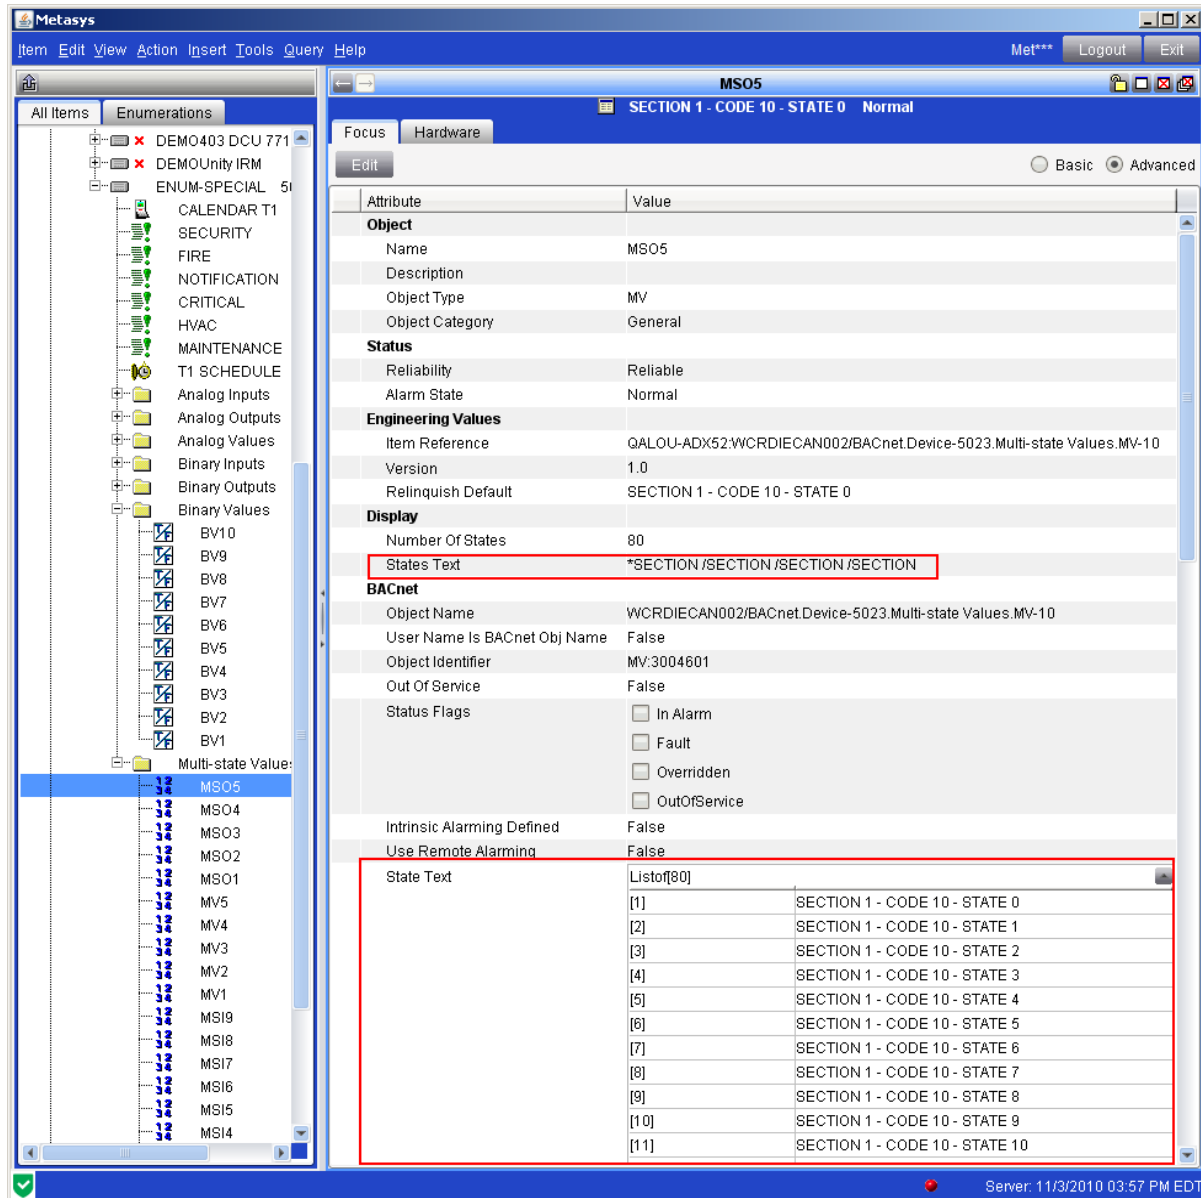 Metasys
Item Edit View Action Insert Tools Query Help Met*** Logout Exit
MSO5
SECTION 1 - CODE 10 - STATE 0 Normal
All Items Enumerations
DEMO403 DCU 771
DEMOUnity IRM
ENUM-SPECIAL
CALENDAR T1
SECURITY
FIRE
NOTIFICATION
CRITICAL
HVAC
MAINTENANCE
T1 SCHEDULE
Analog Inputs
Analog Outputs
Analog Values
Binary Inputs
Binary Outputs
Binary Values
BV10
BV9
BV8
BV7
BV6
BV5
BV4
BV3
BV2
BV1
Multi-state Value
MSO5
MSO4
MSO3
MSO2
MSO1
MV5
MV4
MV3
MV2
MV1
MSI9
MSI8
MSI7
MSI6
MSI5
MSI4
Focus Hardware
Edit Basic Advanced
Attribute Value
Object
Name MSO5
Description
Object Type MV
Object Category General
Status
Reliability Reliable
Alarm State Normal
Engineering Values
Item Reference QALOU-ADX52:WCRDIECAN002/BACnet.Device-5023.Multi-state Values.MV-10
Version 1.0
Relinquish Default SECTION 1 - CODE 10 - STATE 0
Display
Number Of States 80
States Text *SECTION /SECTION /SECTION /SECTION
BACnet
Object Name WCRDIECAN002/BACnet.Device-5023.Multi-state Values.MV-10
User Name Is BACnet Obj Name False
Object Identifier MV:3004601
Out Of Service False
Status Flags In Alarm
Fault
Overridden
OutOfService
Intrinsic Alarming Defined False
Use Remote Alarming False
State Text Listof[80]
[1] SECTION 1 - CODE 10 - STATE 0
[2] SECTION 1 - CODE 10 - STATE 1
[3] SECTION 1 - CODE 10 - STATE 2
[4] SECTION 1 - CODE 10 - STATE 3
[5] SECTION 1 - CODE 10 - STATE 4
[6] SECTION 1 - CODE 10 - STATE 5
[7] SECTION 1 - CODE 10 - STATE 6
[8] SECTION 1 - CODE 10 - STATE 7
[9] SECTION 1 - CODE 10 - STATE 8
[10] SECTION 1 - CODE 10 - STATE 9
[11] SECTION 1 - CODE 10 - STATE 10
Server: 11/3/2010 03:57 PM EDT